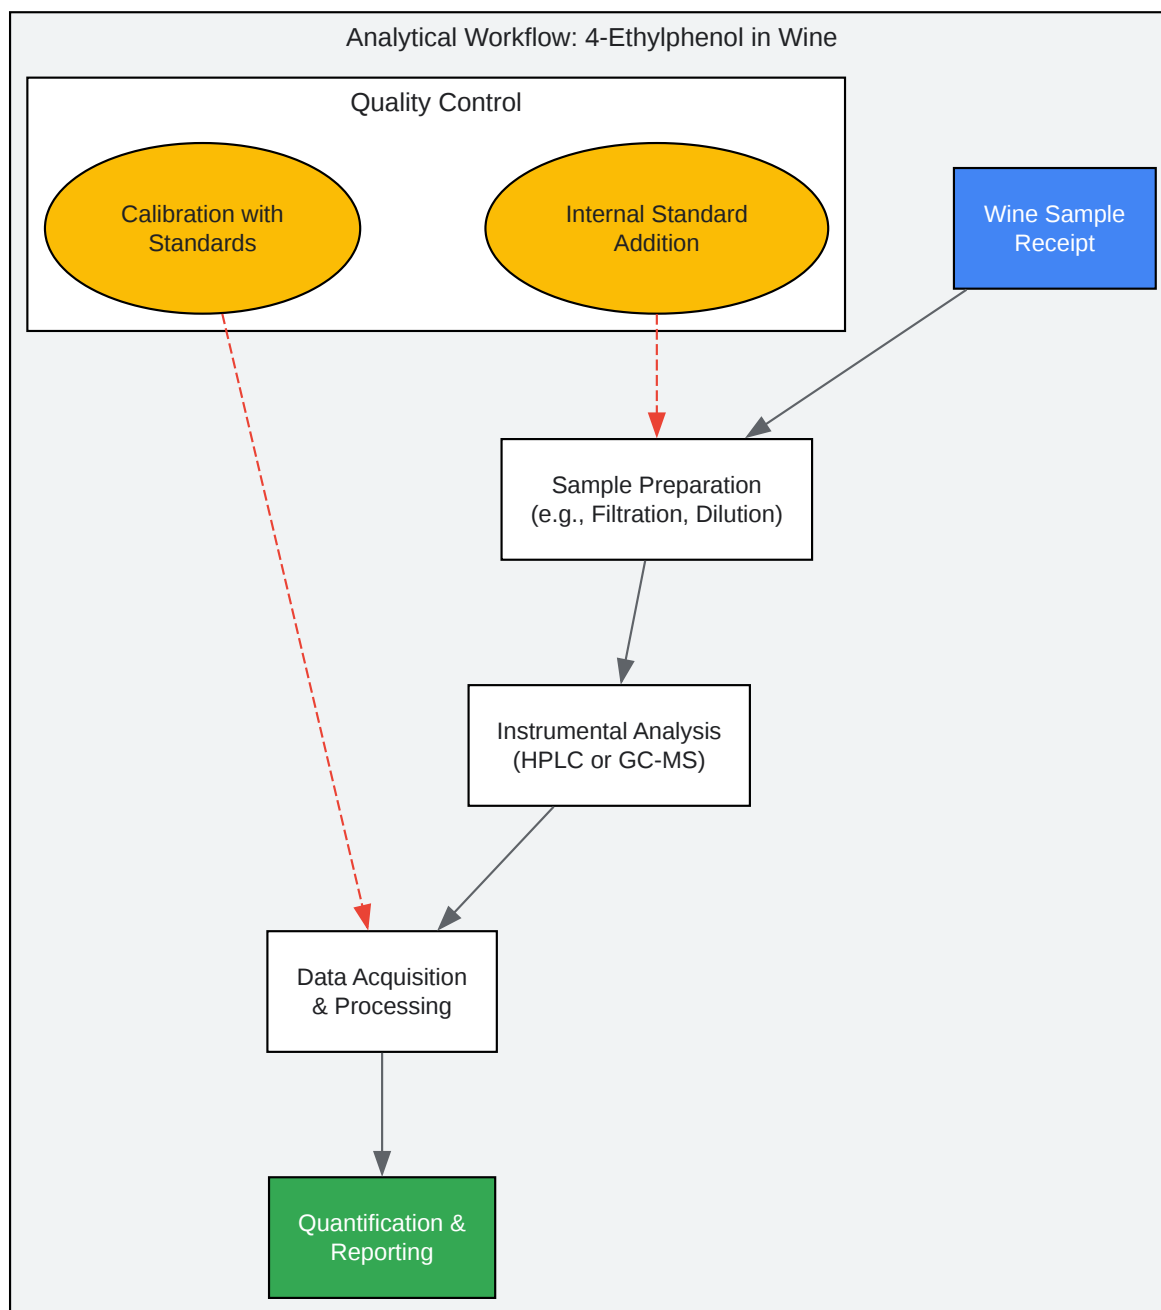 Analytical Workflow: 4-Ethylphenol in Wine
Quality Control
Calibration with
Standards
Internal Standard
Addition
Wine Sample
Receipt
Sample Preparation
(e.g., Filtration, Dilution)
Instrumental Analysis
(HPLC or GC-MS)
Data Acquisition
& Processing
Quantification &
Reporting